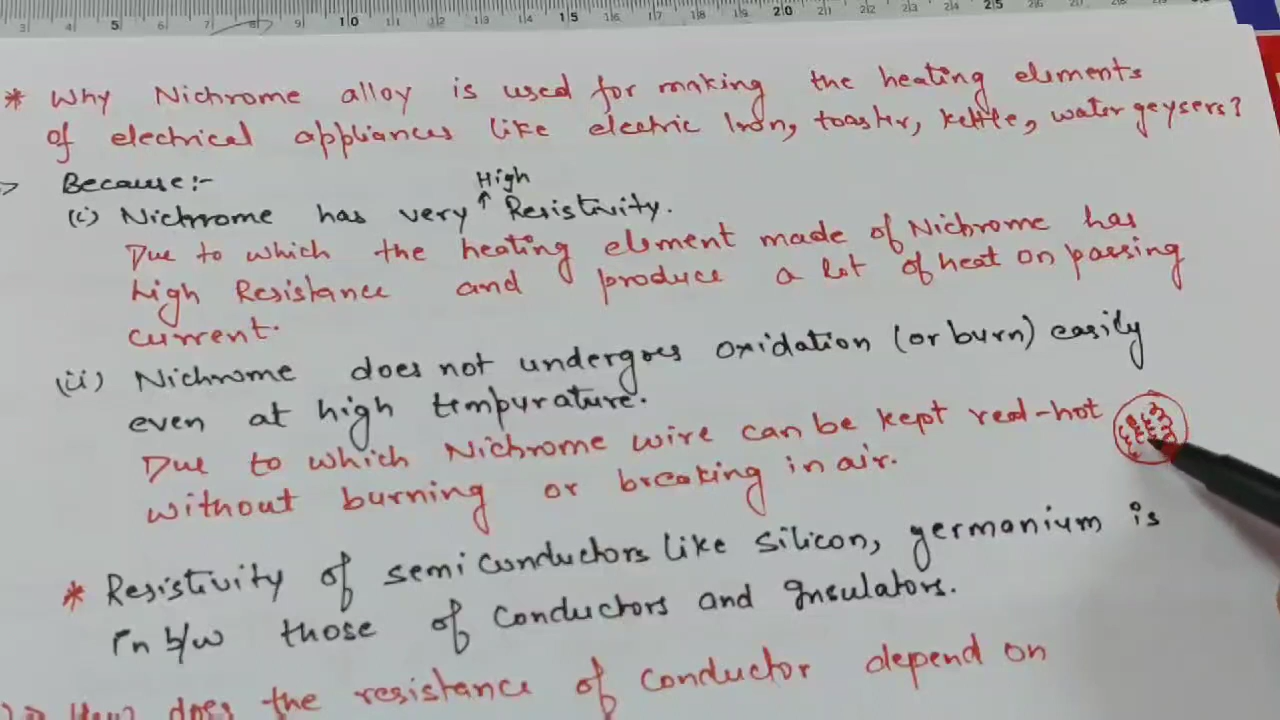 * Why Nichrome alloy is used for making the heating elements
of electrical appliances like electric Iron, toaster, kettle, water geysers?
Because:-
High
(i) Nichrome has very ↑ Resistivity.
Due to which the heating element made of Nichrome has
high Resistance and produce a lot of heat on passing
current.
(ii) Nichrome does not undergoes oxidation (or burn) easily
even at high tempurature.
Due to which Nichrome wire can be kept red-hot
without burning or breaking in air.
* Resistivity of semiconductors like silicon, germanium is
in b/w those of conductors and Insulators.
does the resistance of conductor depend on